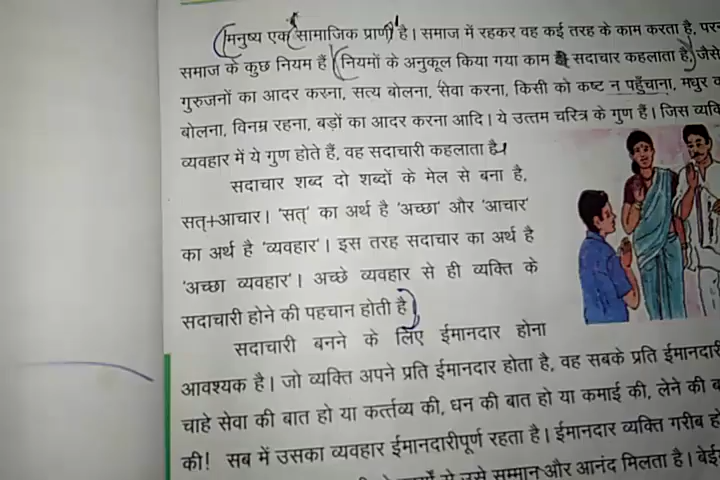 मनुष्य एक सामाजिक प्राणी है। समाज में रहकर वह कई तरह के काम करता है,
समाज के कुछ नियम हैं। नियमों के अनुकूल किया गया काम सदाचार कहलाता है, जैसे
गुरुजनों का आदर करना, सत्य बोलना, सेवा करना, किसी को कष्ट न पहुँचाना, मधुर
बोलना, विनम्र रहना, बड़ों का आदर करना आदि। ये उत्तम चरित्र के गुण हैं। जिस
व्यवहार में ये गुण होते हैं, वह सदाचारी कहलाता है।
सदाचार शब्द दो शब्दों के मेल से बना है,
सत्+आचार। 'सत्' का अर्थ है 'अच्छा' और 'आचार'
का अर्थ है 'व्यवहार'। इस तरह सदाचार का अर्थ है
'अच्छा व्यवहार'। अच्छे व्यवहार से ही व्यक्ति के
सदाचारी होने की पहचान होती है।
सदाचारी बनने के लिए ईमानदार होना
आवश्यक है। जो व्यक्ति अपने प्रति ईमानदार होता है, वह सबके प्रति ईमानदारी
चाहे सेवा की बात हो या कर्त्तव्य की, धन की बात हो या कमाई की, लेने की
की! सब में उसका व्यवहार ईमानदारीपूर्ण रहता है। ईमानदार व्यक्ति गरीब
उसे सम्मान और आनंद मिलता है।